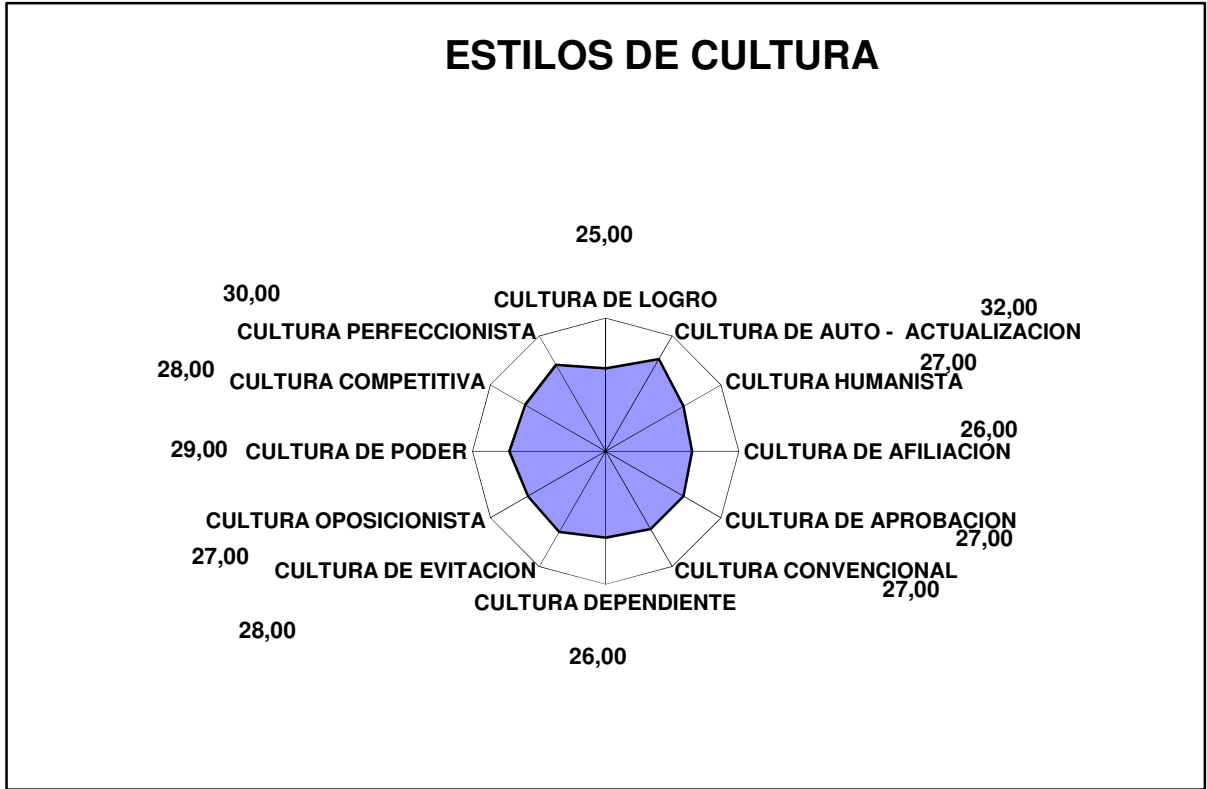 ESTILOS DE CULTURA
25,00
30,00
CULTURA DE LOGRO
32,00
CULTURA PERFECCIONISTA
CULTURA DE AUTO - ACTUALIZACION
28,00
CULTURA COMPETITIVA
27,00
CULTURA HUMANISTA
29,00
CULTURA DE PODER
26,00
CULTURA DE AFILIACION
CULTURA OPOSICIONISTA
CULTURA DE APROBACION
27,00
27,00
CULTURA DE EVITACION
CULTURA CONVENCIONAL
27,00
CULTURA DEPENDIENTE
28,00
26,00